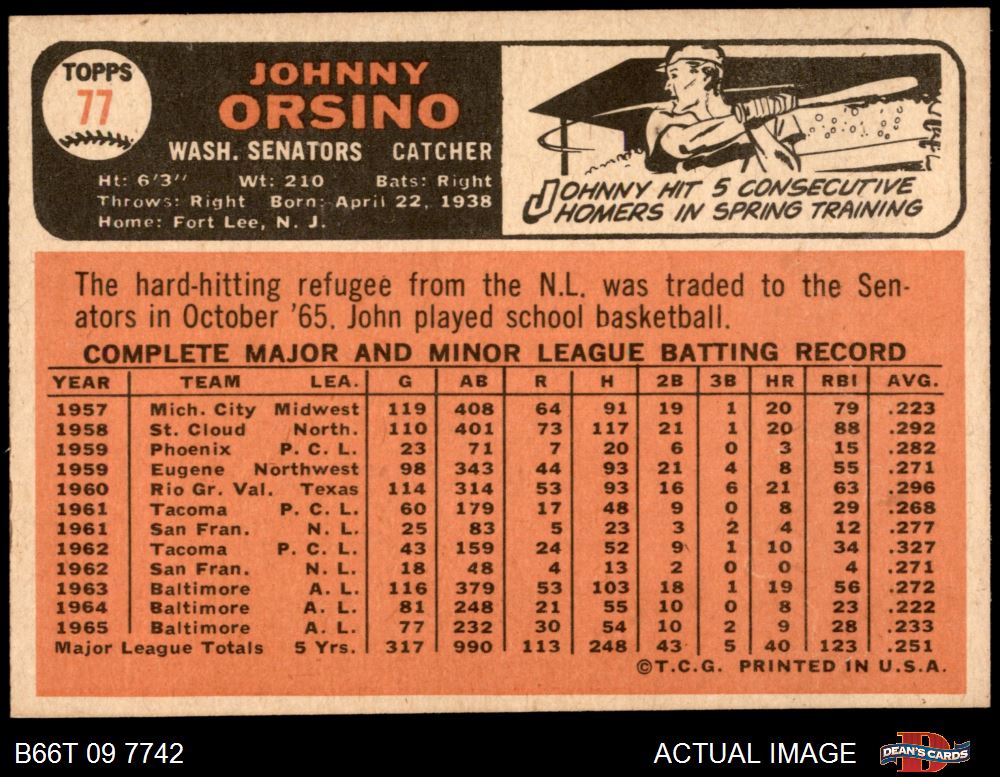 TOPPS
77
JOHNNY
ORSINO
WASH. SENATORS CATCHER
Ht: 6'3" Wt: 210 Bats: Right
Throws: Right Born: April 22, 1938
Home: Fort Lee, N. J.
JOHNNY HIT 5 CONSECUTIVE
HOMERS IN SPRING TRAINING
The hard-hitting refugee from the N.L. was traded to the Sen-
ators in October '65. John played school basketball.
COMPLETE MAJOR AND MINOR LEAGUE BATTING RECORD
YEAR TEAM LEA. G AB R H 2B 3B HR RBI AVG.
1957 Mich. City Midwest 119 408 64 91 19 1 20 79 .223
1958 St. Cloud North. 110 401 73 117 21 1 20 88 .292
1959 Phoenix P. C. L. 23 71 7 20 6 0 3 15 .282
1959 Eugene Northwest 98 343 44 93 21 4 8 55 .271
1960 Rio Gr. Val. Texas 114 314 53 93 16 6 21 63 .296
1961 Tacoma P. C. L. 60 179 17 48 9 0 8 29 .268
1961 San Fran. N. L. 25 83 5 23 3 2 4 12 .277
1962 Tacoma P. C. L. 43 159 24 52 9 1 10 34 .327
1962 San Fran. N. L. 18 48 4 13 2 0 0 4 .271
1963 Baltimore A. L. 116 379 53 103 18 1 19 56 .272
1964 Baltimore A. L. 81 248 21 55 10 0 8 23 .222
1965 Baltimore A. L. 77 232 30 54 10 2 9 28 .233
Major League Totals 5 Yrs. 317 990 113 248 43 5 40 123 .251
©T.C.G. PRINTED IN U.S.A.
B66T 09 7742 ACTUAL IMAGE DEAN'S CARDS